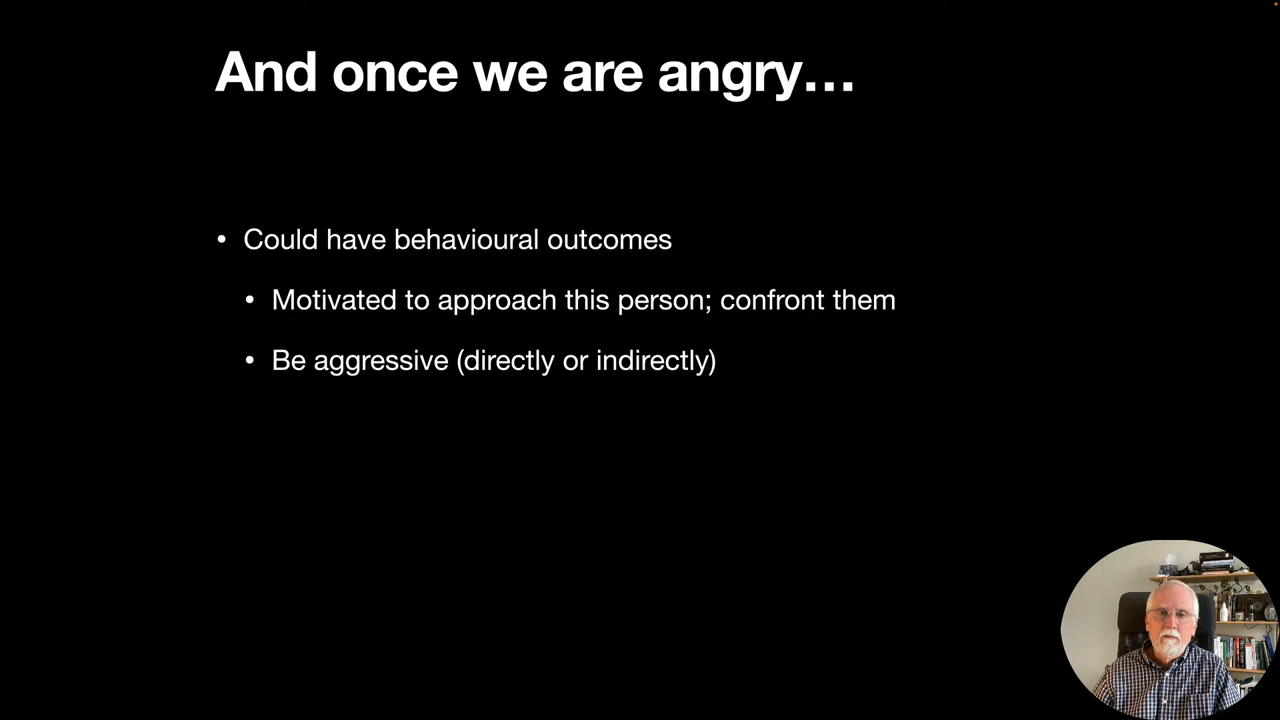 And once we are angry…
• Could have behavioural outcomes
• Motivated to approach this person; confront them
• Be aggressive (directly or indirectly)